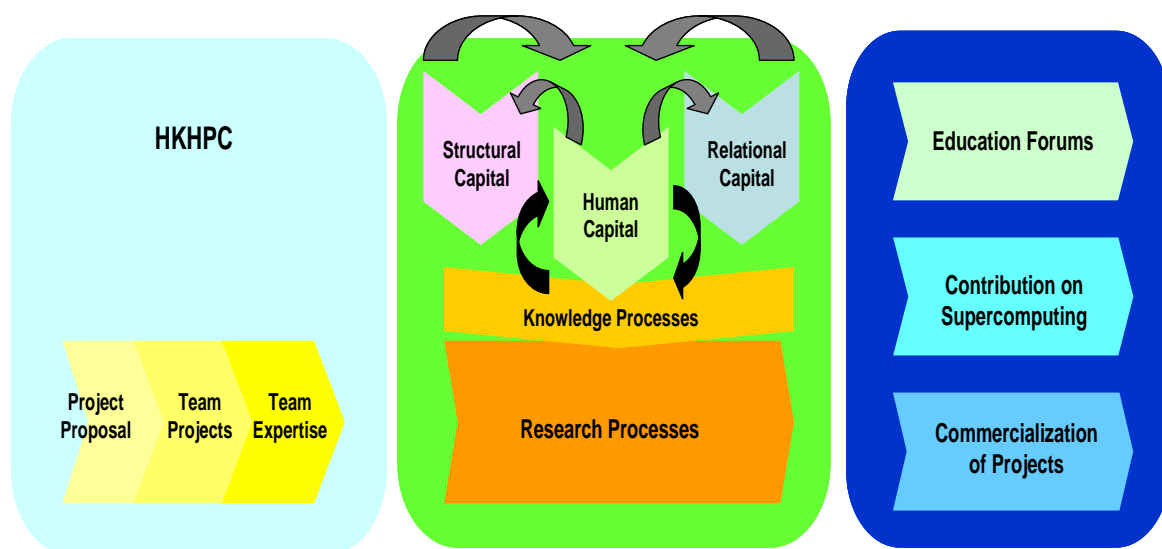 HKHPC
Project
Proposal
Team
Projects
Team
Expertise
Structural
Capital
Human
Capital
Relational
Capital
Knowledge Processes
Research Processes
Education Forums
Contribution on
Supercomputing
Commercialization
of Projects